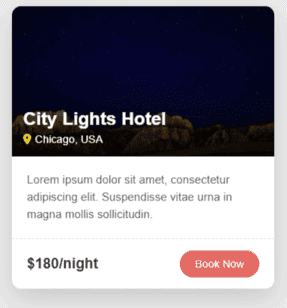 City Lights Hotel
Chicago, USA
Lorem ipsum dolor sit amet, consectetur
adipiscing elit. Suspendisse vitae urna in
magna mollis sollicitudin.
$180/night
Book Now